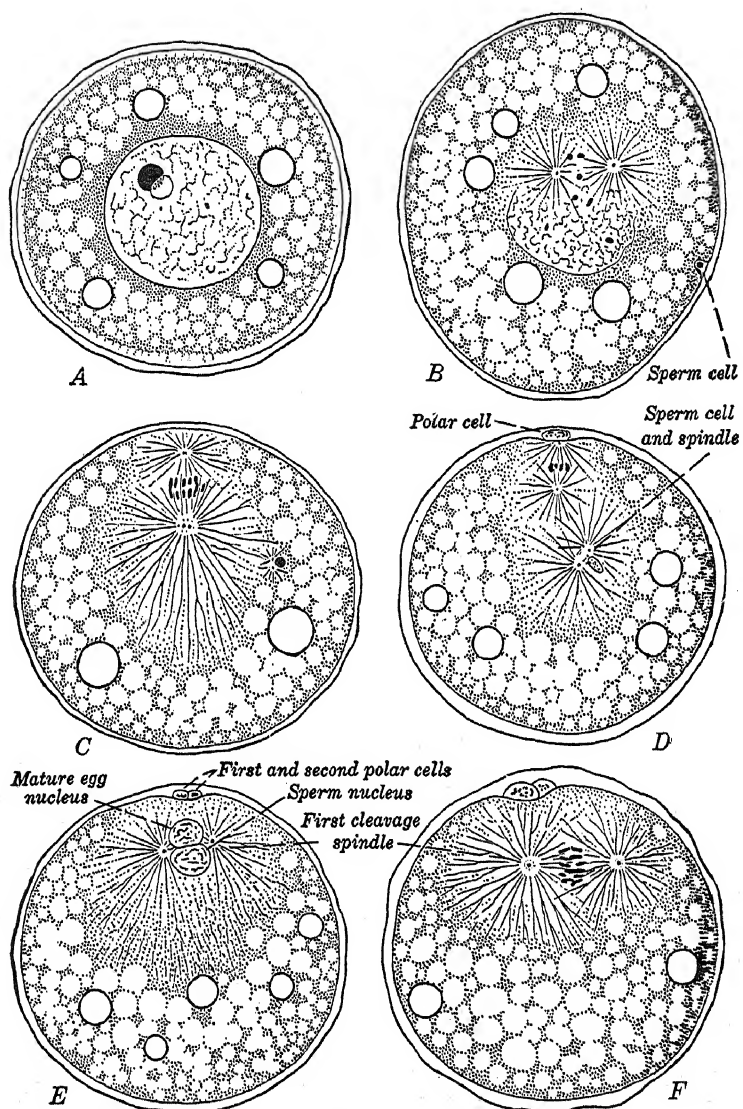 A
B
Sperm cell
Polar cell
Sperm cell
and spindle
C
D
Mature egg
nucleus
First and second polar cells
Sperm nucleus
First cleavage
spindle
E
F